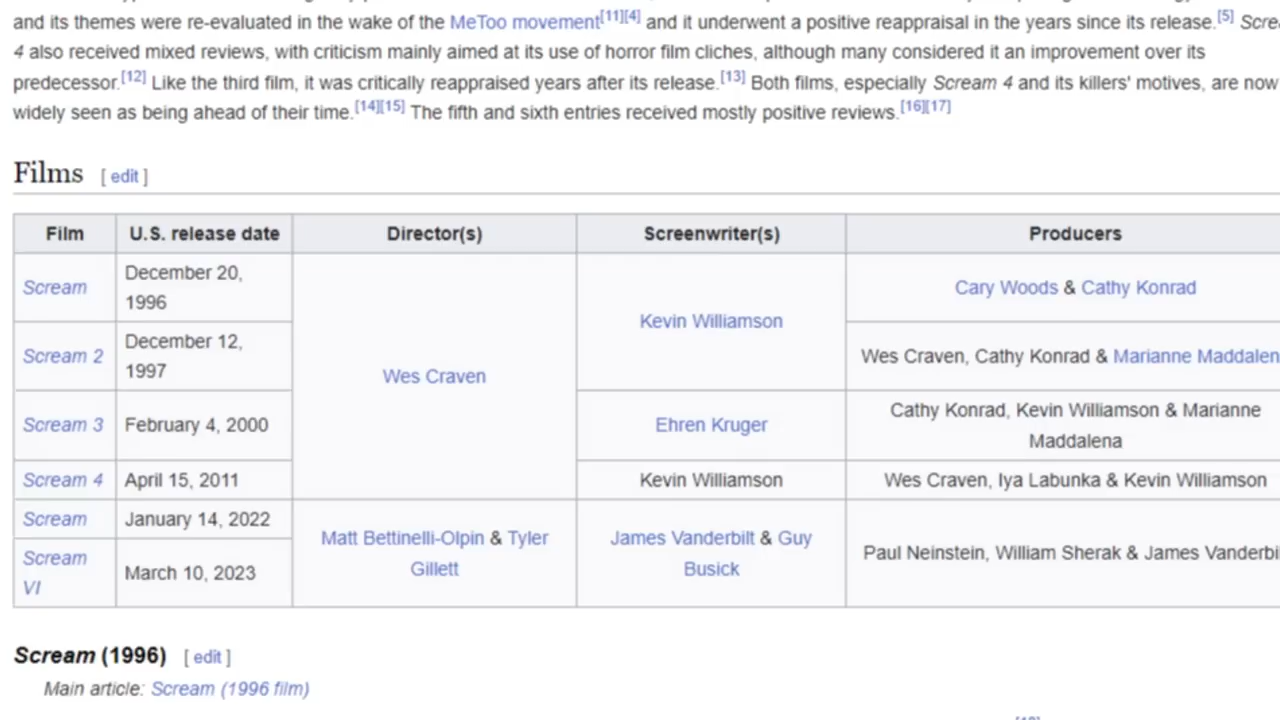 and its themes were re-evaluated in the wake of the MeToo movement[11][4] and it underwent a positive reappraisal in the years since its release.[5]
4 also received mixed reviews, with criticism mainly aimed at its use of horror film cliches, although many considered it an improvement over its
predecessor.[12] Like the third film, it was critically reappraised years after its release.[13] Both films, especially Scream 4 and its killers' motives, are now
widely seen as being ahead of their time.[14][15] The fifth and sixth entries received mostly positive reviews.[16][17]
Films [ edit ]
Film U.S. release date Director(s) Screenwriter(s) Producers
Scream
December 20,
1996
Wes Craven
Kevin Williamson
Cary Woods & Cathy Konrad
Scream 2
December 12,
1997
Wes Craven, Cathy Konrad & Marianne Maddalen
Scream 3
February 4, 2000
Ehren Kruger
Cathy Konrad, Kevin Williamson & Marianne
Maddalena
Scream 4
April 15, 2011
Kevin Williamson
Wes Craven, Iya Labunka & Kevin Williamson
Scream
January 14, 2022
Matt Bettinelli-Olpin & Tyler
Gillett
James Vanderbilt & Guy
Busick
Paul Neinstein, William Sherak & James Vanderbi
Scream
VI
March 10, 2023
Scream (1996) [ edit ]
Main article: Scream (1996 film)